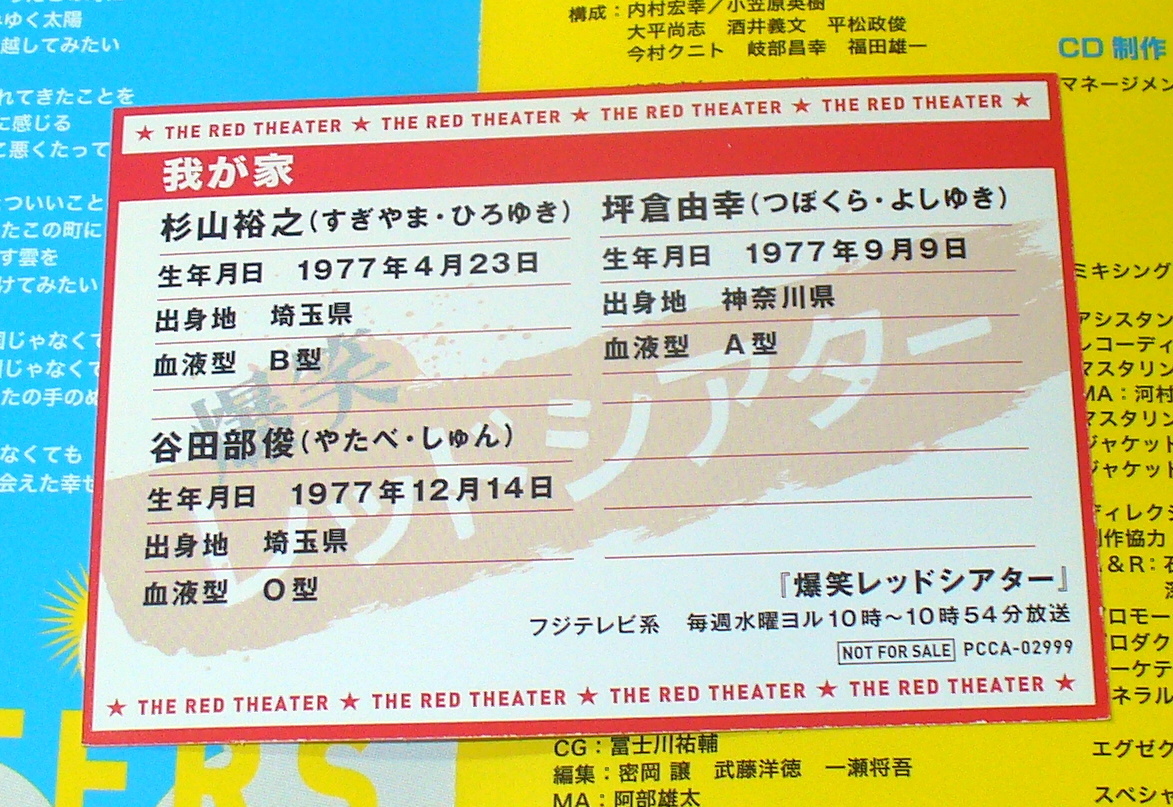 みゆく太陽
越してみたい
れてきたことを
に感じる
こ悪くたって
ついいこと
たこの町に
す雲を
けてみたい
じゃなくて
じゃなくて
たの手のぬ
なくても
会えた幸せ
ERS
構成：内村宏幸／小笠原英樹
大平尚志 酒井義文 平松政俊
今村クニト 岐部昌幸 福田雄一
CD 制作
マネージメン
★ THE RED THEATER ★ THE RED THEATER ★ THE RED THEATER ★ THE RED THEATER ★
我が家
杉山裕之(すぎやま・ひろゆき)
生年月日 1977年4月23日
出身地 埼玉県
血液型 B型
坪倉由幸(つぼくら・よしゆき)
生年月日 1977年9月9日
出身地 神奈川県
血液型 A型
谷田部俊(やたべ・しゅん)
生年月日 1977年12月14日
出身地 埼玉県
血液型 O型
爆笑
レッドシアター
『爆笑レッドシアター』
フジテレビ系 毎週水曜ヨル10時〜10時54分放送
NOT FOR SALE PCCA-02999
★ THE RED THEATER ★ THE RED THEATER ★ THE RED THEATER ★ THE RED THEATER ★
ミキシング
アシスタン
レコーディ
マスタリン
MA：河村
マスタリン
ジャケット
ジャケット
ディレクシ
制作協力
&R：
プロモー
プロダク
ーケテ
ネラル
エグゼク
スペシャ
CG：冨士川祐輔
編集：密岡 譲 武藤洋徳 一瀬将吾
MA：阿部雄太